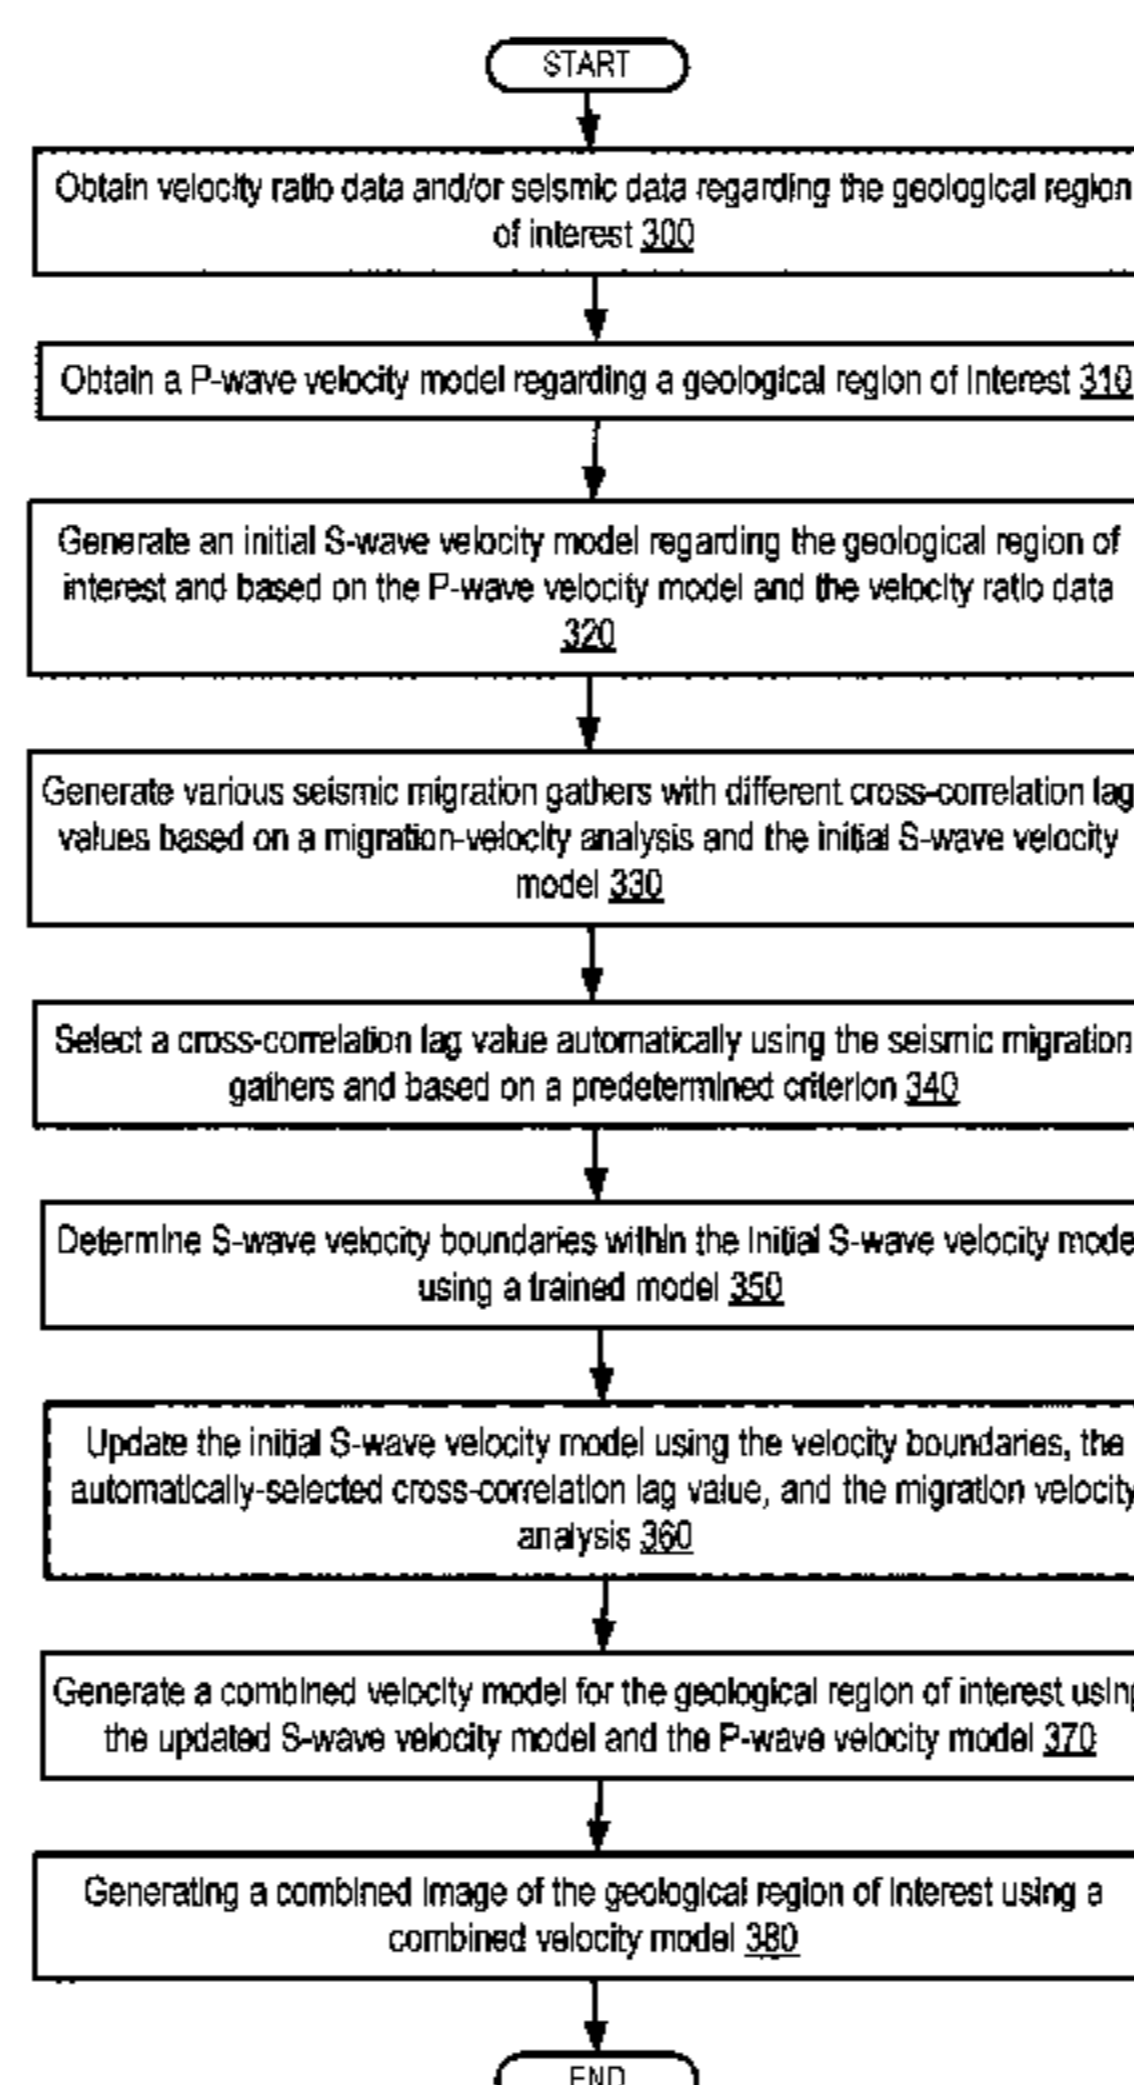 START
Obtain velocity ratio data and/or seismic data regarding the geological region
of interest 300
Obtain a P-wave velocity model regarding a geological region of interest 310
Generate an initial S-wave velocity model regarding the geological region of
interest and based on the P-wave velocity model and the velocity ratio data
320
Generate various seismic migration gathers with different cross-correlation lag
values based on a migration-velocity analysis and the initial S-wave velocity
model 330
Select a cross-correlation lag value automatically using the seismic migration
gathers and based on a predetermined criterion 340
Determine S-wave velocity boundaries within the initial S-wave velocity mode
using a trained model 350
Update the initial S-wave velocity model using the velocity boundaries, the
automatically-selected cross-correlation lag value, and the migration velocity
analysis 360
Generate a combined velocity model for the geological region of interest using
the updated S-wave velocity model and the P-wave velocity model 370
Generating a combined image of the geological region of interest using a
combined velocity model 380
END